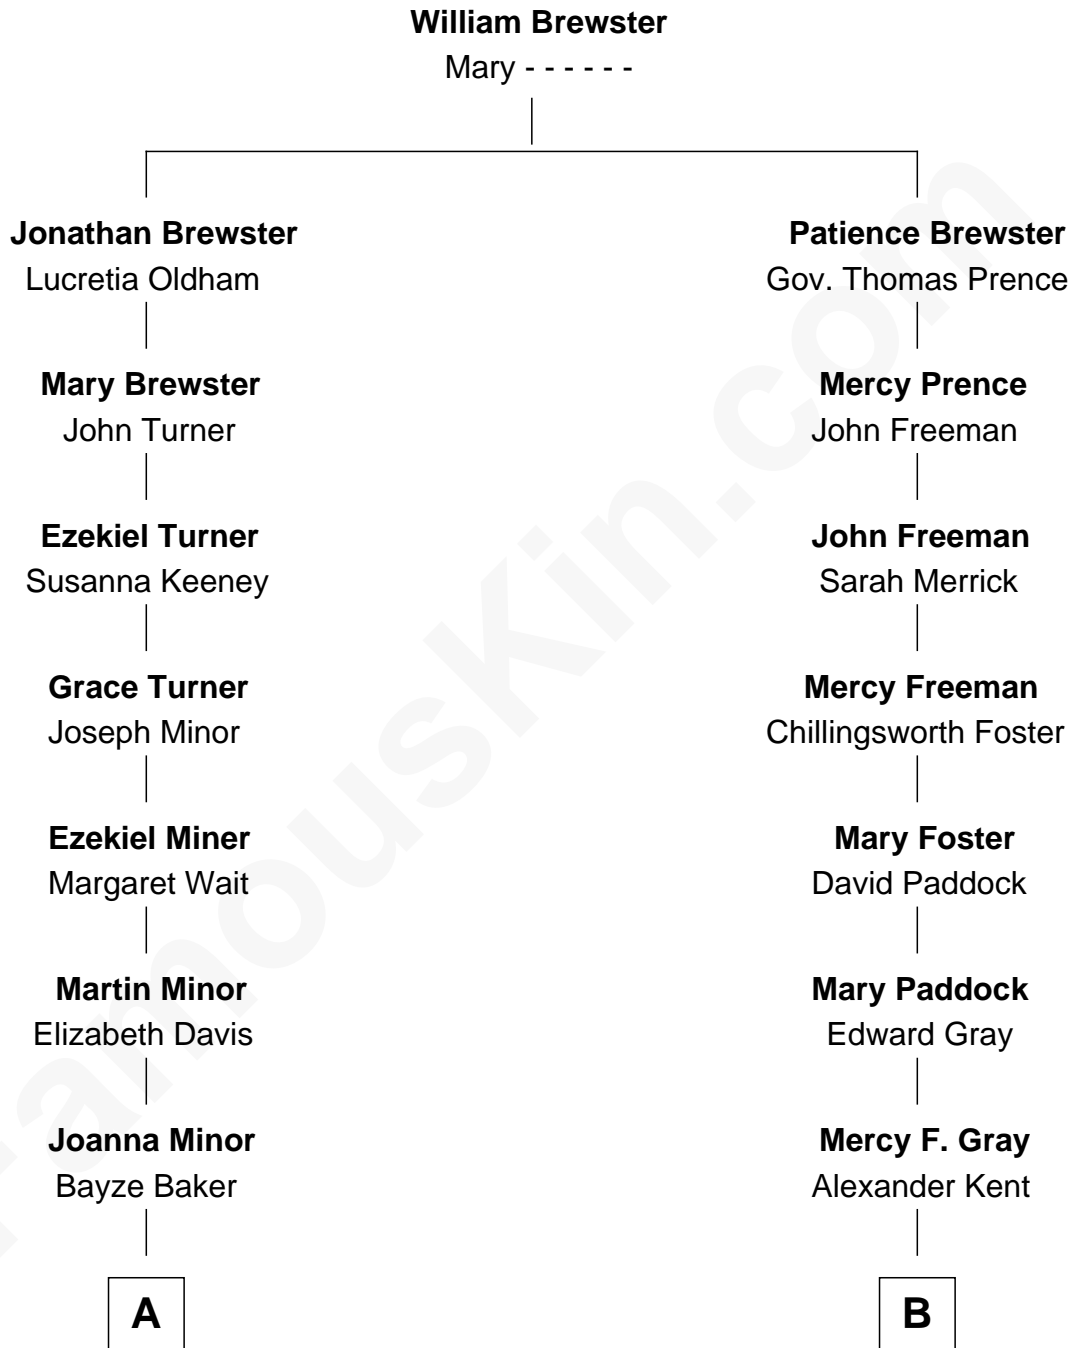 William Brewster
Mary - - - - - -
Jonathan Brewster
Lucretia Oldham
Patience Brewster
Gov. Thomas Prence
Mary Brewster
John Turner
Mercy Prence
John Freeman
Ezekiel Turner
Susanna Keeney
John Freeman
Sarah Merrick
Grace Turner
Joseph Minor
Mercy Freeman
Chillingsworth Foster
Ezekiel Miner
Margaret Wait
Mary Foster
David Paddock
Martin Minor
Elizabeth Davis
Mary Paddock
Edward Gray
Joanna Minor
Bayze Baker
Mercy F. Gray
Alexander Kent
A
B
FamousKin.com